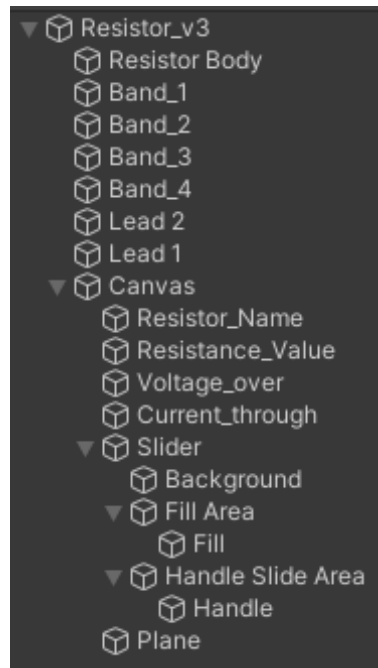 Resistor_v3
Resistor Body
Band_1
Band_2
Band_3
Band_4
Lead 2
Lead 1
Canvas
Resistor_Name
Resistance_Value
Voltage_over
Current_through
Slider
Background
Fill Area
Fill
Handle Slide Area
Handle
Plane